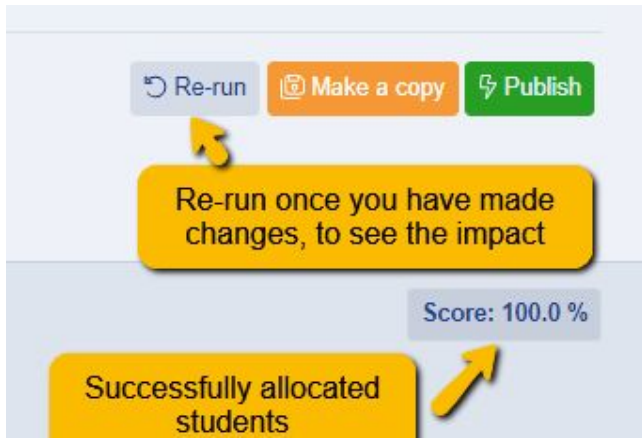 Re-run Make a copy Publish
Re-run once you have made
changes, to see the impact
Score: 100.0 %
Successfully allocated
students